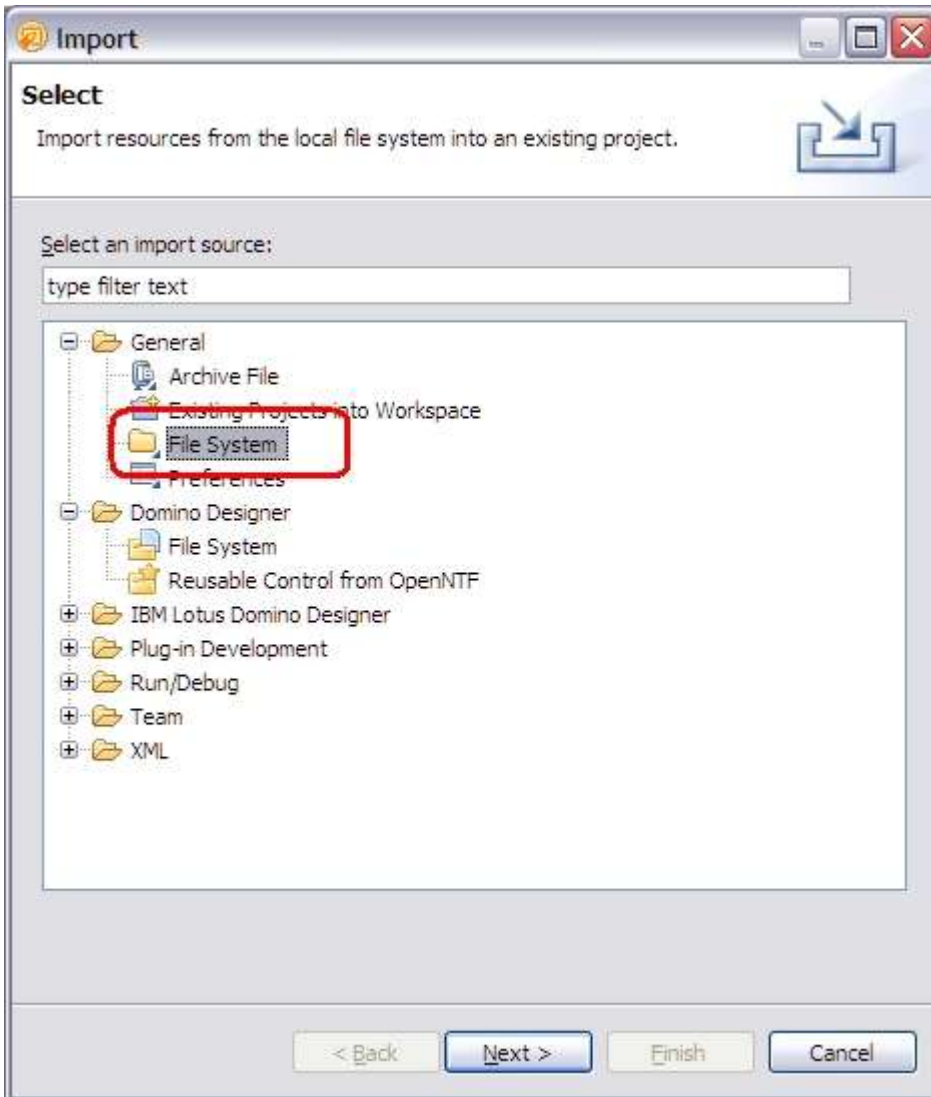 Import
Select
Import resources from the local file system into an existing project.
Select an import source:
type filter text
General
Archive File
Existing Projects into Workspace
File System
Preferences
Domino Designer
File System
Reusable Control from OpenNTF
IBM Lotus Domino Designer
Plug-in Development
Run/Debug
Team
XML
< Back Next > Finish Cancel